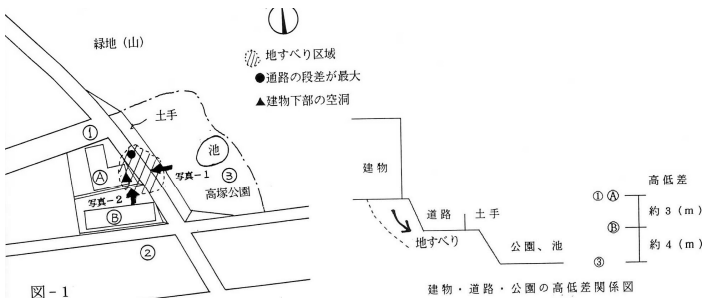 緑地（山）
地すべり区域
●通路の段差が最大
▲建物下部の空洞
土手
①
池
③
Ⓐ
写真-1
高塚公園
写真-2
Ⓑ
②
図-1
建物
道路
土手
地すべり
公園、池
高低差
①Ⓐ
約3（m）
Ⓑ
約4（m）
③
建物・道路・公園の高低差関係図